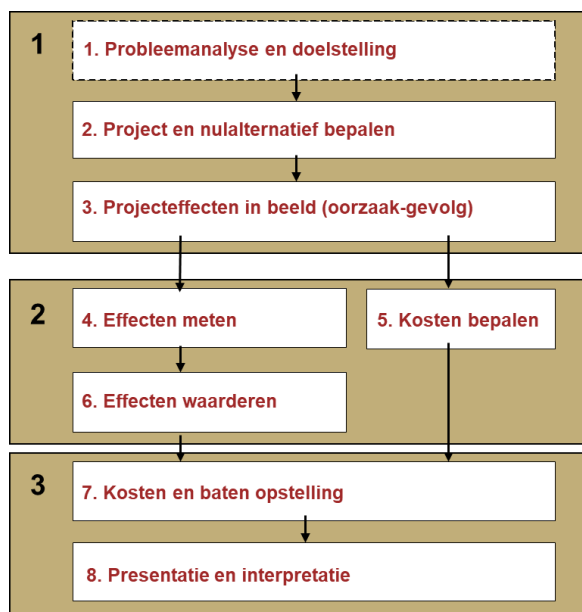 1
1. Probleemanalyse en doelstelling
2. Project en nulalternatief bepalen
3. Projecteffecten in beeld (oorzaak-gevolg)
2
4. Effecten meten
5. Kosten bepalen
6. Effecten waarderen
3
7. Kosten en baten opstelling
8. Presentatie en interpretatie